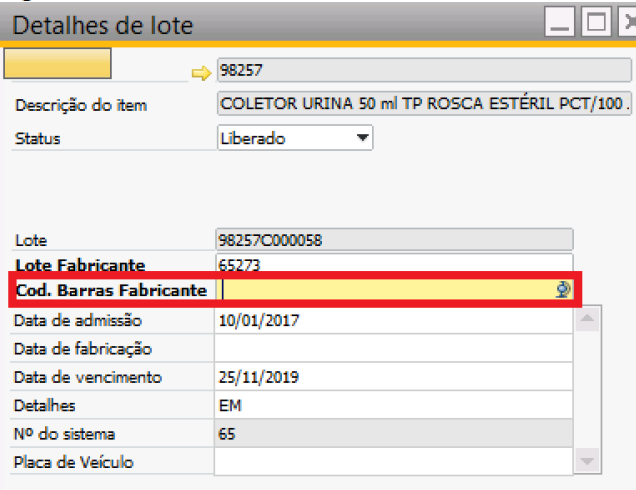 Detalhes de lote
98257
Descrição do item COLETOR URINA 50 ml TP ROSCA ESTÉRIL PCT/100 .
Status Liberado
Lote 98257C000058
Lote Fabricante 65273
Cod. Barras Fabricante
Data de admissão 10/01/2017
Data de fabricação
Data de vencimento 25/11/2019
Detalhes EM
Nº do sistema 65
Placa de Veículo